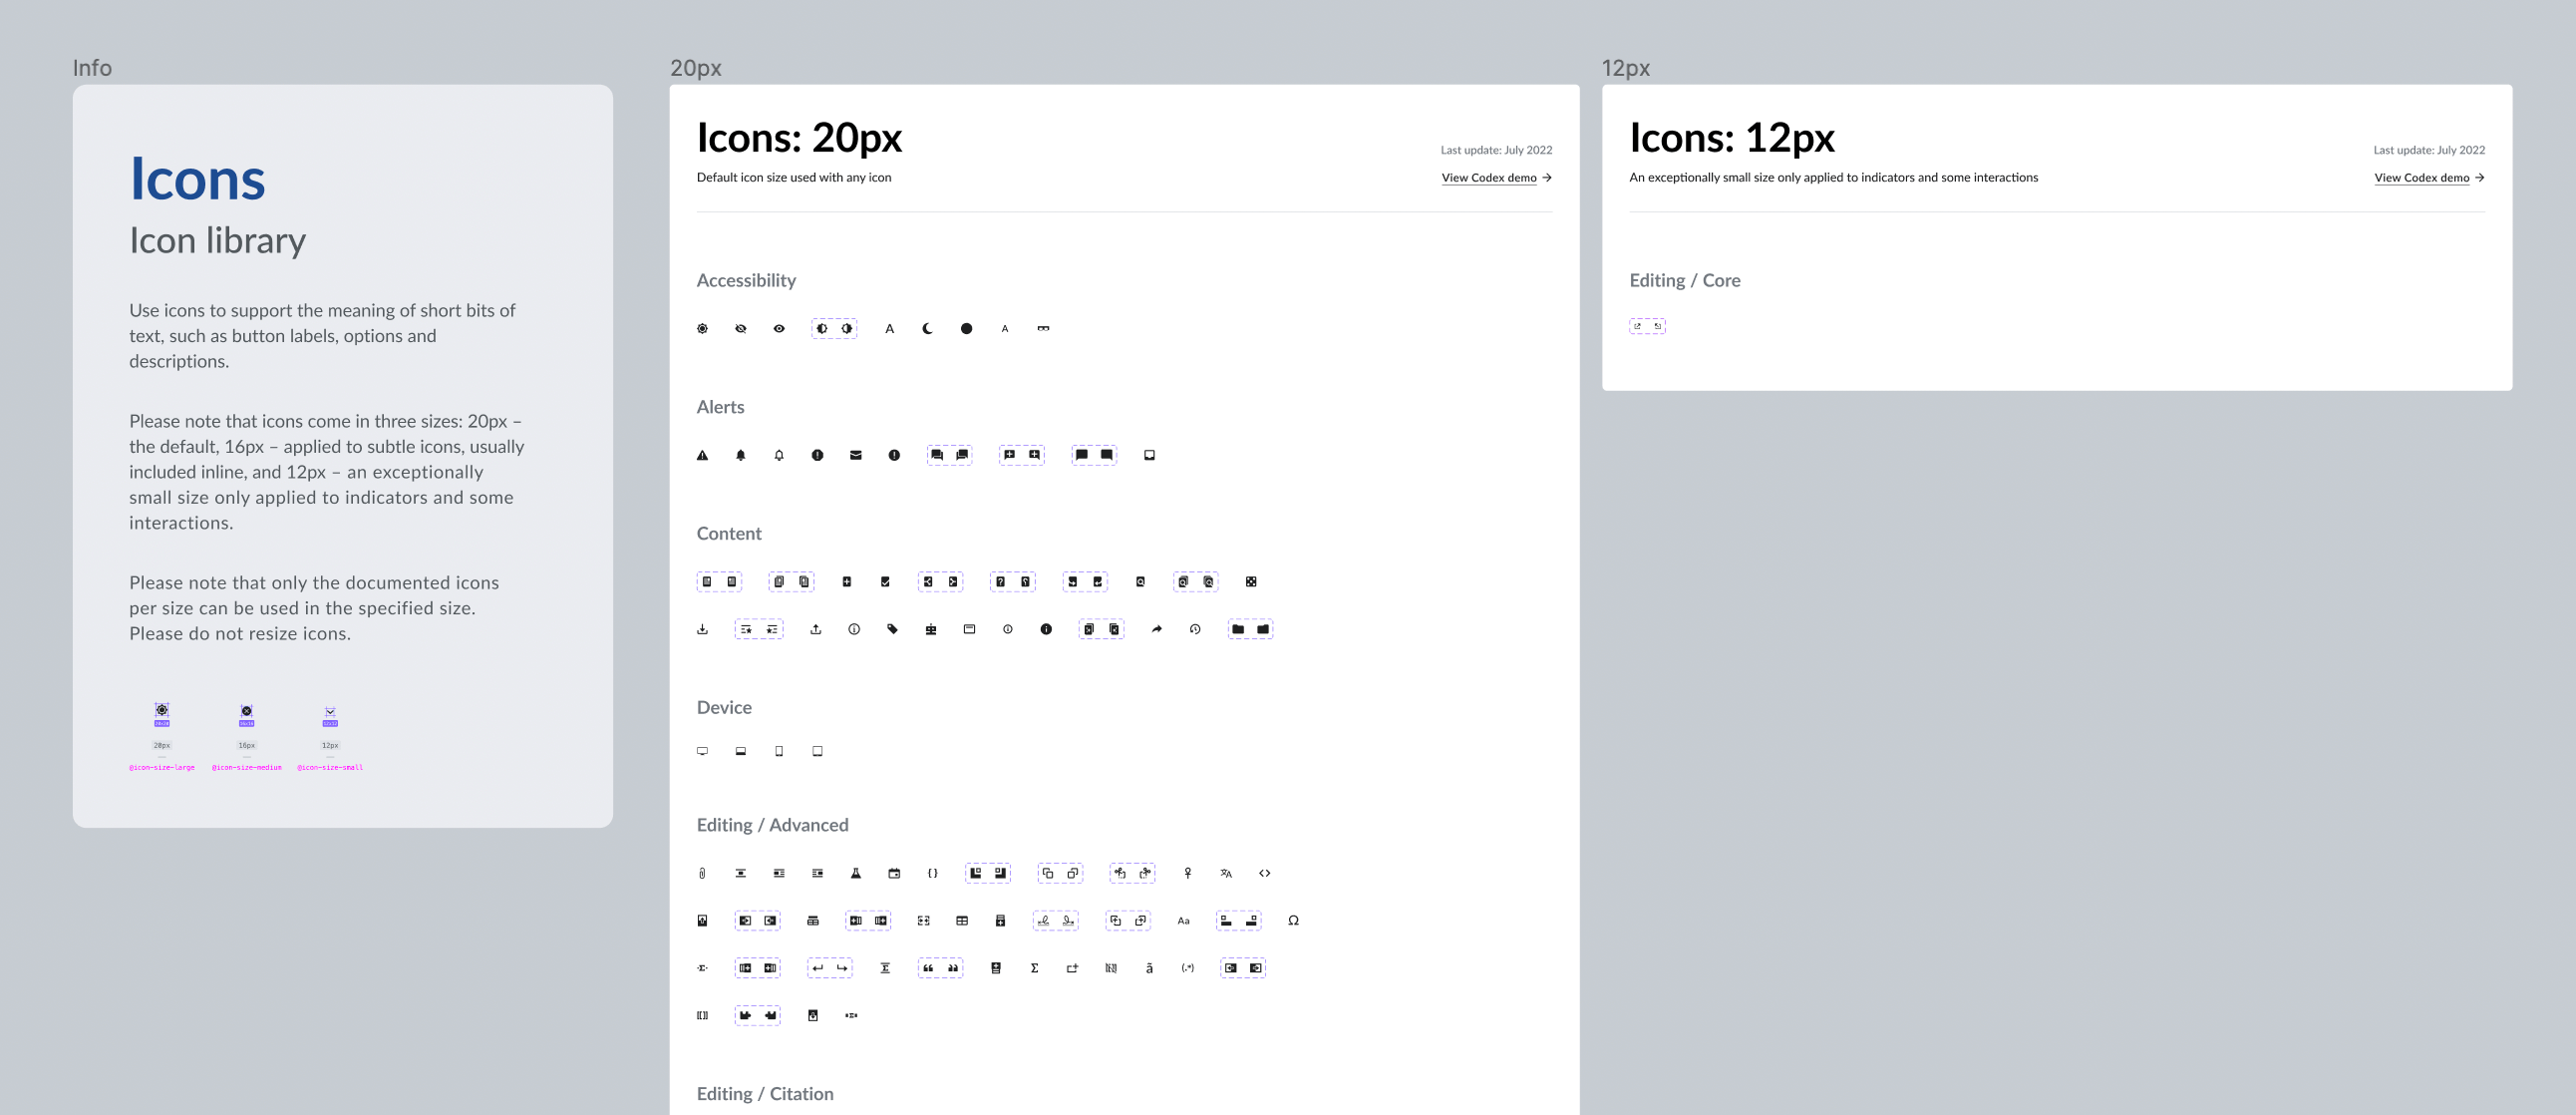 Info
Icons
Icon library
Use icons to support the meaning of short bits of
text, such as button labels, options and
descriptions.
Please note that icons come in three sizes: 20px –
the default, 16px – applied to subtle icons, usually
included inline, and 12px – an exceptionally
small size only applied to indicators and some
interactions.
Please note that only the documented icons
per size can be used in the specified size.
Please do not resize icons.
20px 16px 12px
@icon-size-large @icon-size-medium @icon-size-small
20px
Icons: 20px
Last update: July 2022
Default icon size used with any icon
View Codex demo →
Accessibility
A A
Alerts
Content
Device
Editing / Advanced
Aa Ω
Σ ā (.*)
Editing / Citation
12px
Icons: 12px
Last update: July 2022
An exceptionally small size only applied to indicators and some interactions
View Codex demo →
Editing / Core